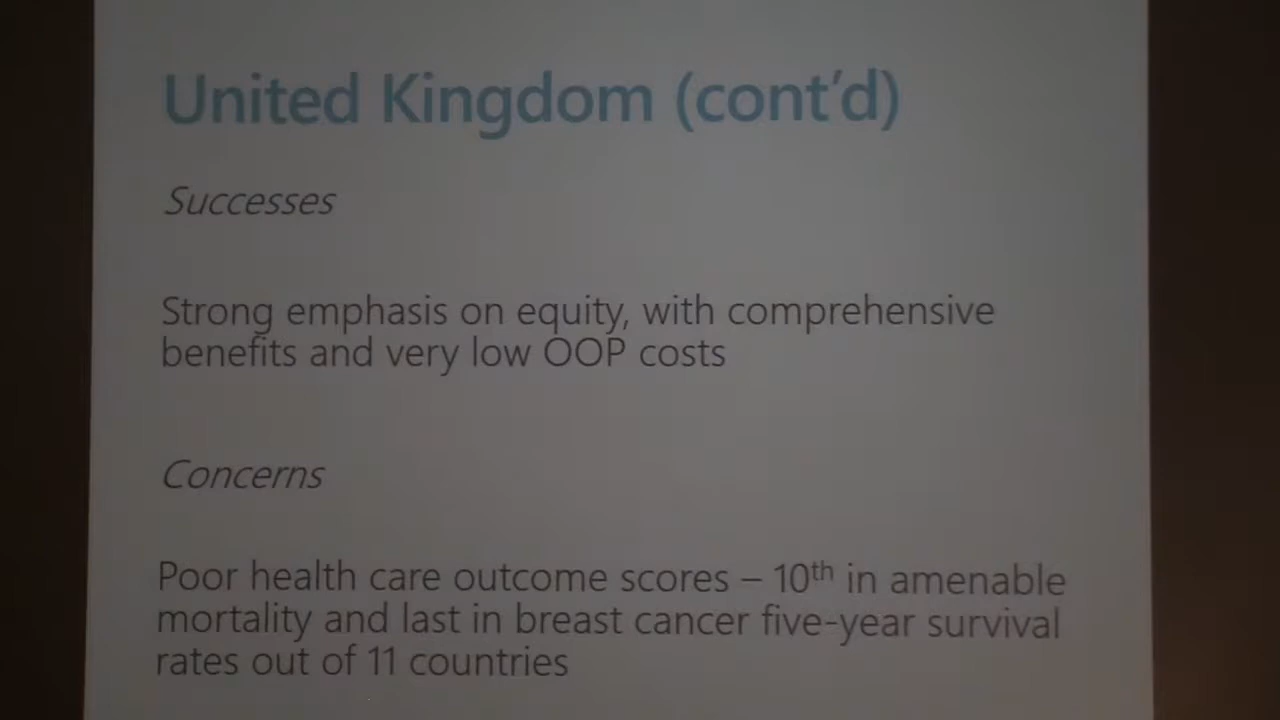 United Kingdom (cont'd)
Successes
Strong emphasis on equity, with comprehensive
benefits and very low OOP costs
Concerns
Poor health care outcome scores – 10th in amenable
mortality and last in breast cancer five-year survival
rates out of 11 countries